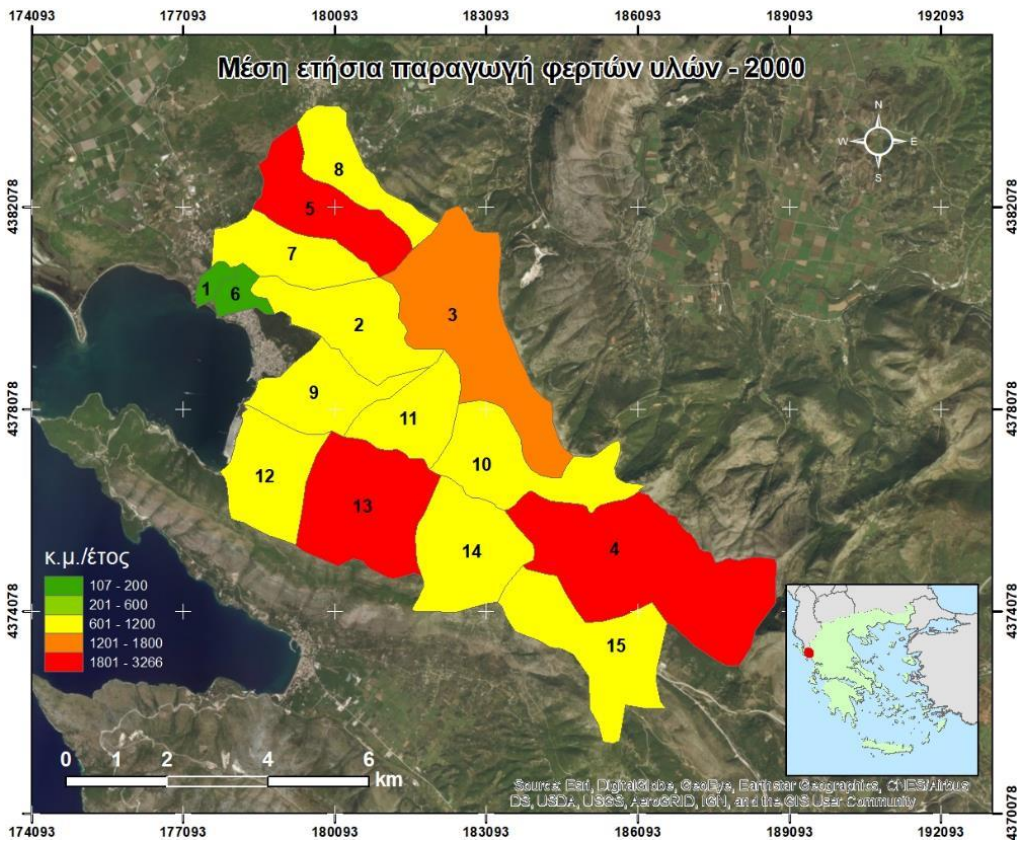 174093 177093 180093 183093 186093 189093 192093
Μέση ετήσια παραγωγή φερτών υλών - 2000
N
W E
S
4382078 4382078
4378078 4378078
4374078 4374078
4370078 4370078
8
5
7
1 6
3
2
9
11
10
12
13
14
4
15
κ.μ./έτος
107 - 200
201 - 600
601 - 1200
1201 - 1800
1801 - 3266
0 1 2 4 6
km
Source: Esri, DigitalGlobe, GeoEye, Earthstar Geographics, CNES/Airbus
DS, USDA, USGS, AeroGRID, IGN, and the GIS User Community
174093 177093 180093 183093 186093 189093 192093